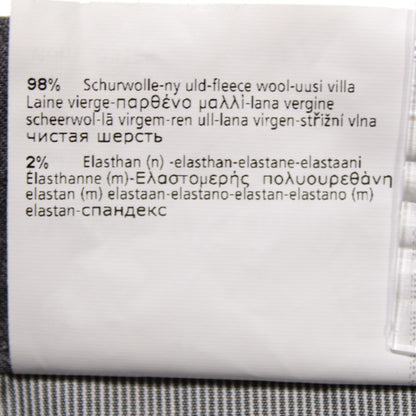 98% Schurwolle-ny uld-fleece wool-uusi villa
Laine vierge-παρθένο μαλλί-lana vergine
scheerwol-lã virgem-ren ull-lana virgen-střížní vlna
чистая шерсть
2% Elasthan (n) -elasthan-elastane-elastaani
Élasthanne (m)-Ελαστομερής πολυουρεθάνη
elastan (m) elastaan-elastano-elastan-elastano (m)
elastan-спандекс